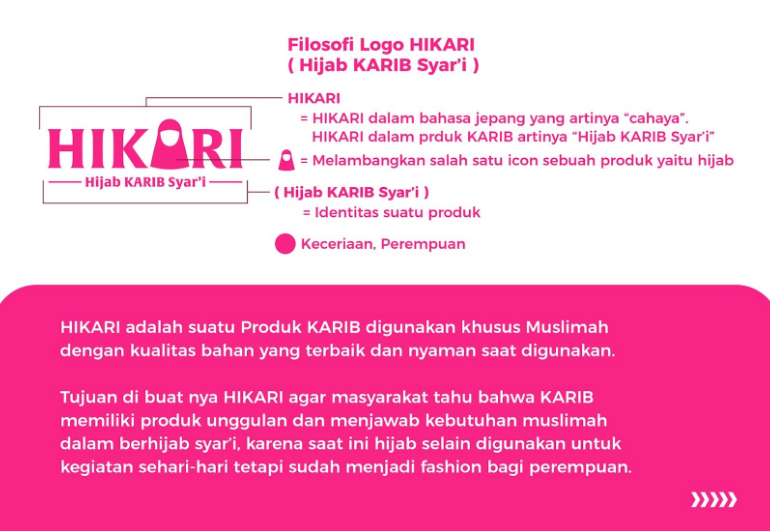 Filosofi Logo HIKARI
( Hijab KARIB Syar'i )
HIKARI
= HIKARI dalam bahasa jepang yang artinya "cahaya".
HIKARI dalam prduk KARIB artinya "Hijab KARIB Syar'i"
HIKARI
Hijab KARIB Syar'i
= Melambangkan salah satu icon sebuah produk yaitu hijab
( Hijab KARIB Syar'i )
= Identitas suatu produk
Keceriaan, Perempuan
HIKARI adalah suatu Produk KARIB digunakan khusus Muslimah
dengan kualitas bahan yang terbaik dan nyaman saat digunakan.
Tujuan di buat nya HIKARI agar masyarakat tahu bahwa KARIB
memiliki produk unggulan dan menjawab kebutuhan muslimah
dalam berhijab syar'i, karena saat ini hijab selain digunakan untuk
kegiatan sehari-hari tetapi sudah menjadi fashion bagi perempuan.